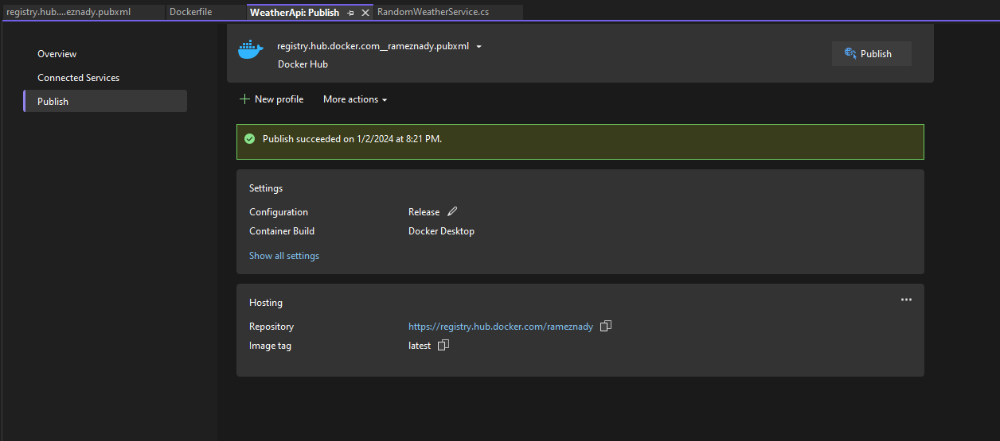 registry.hub....eznady.pubxml Dockerfile WeatherApi: Publish RandomWeatherService.cs
Overview
Connected Services
Publish
registry.hub.docker.com__rameznady.pubxml
Docker Hub
Publish
New profile More actions
Publish succeeded on 1/2/2024 at 8:21 PM.
Settings
Configuration Release
Container Build Docker Desktop
Show all settings
Hosting
Repository https://registry.hub.docker.com/rameznady
Image tag latest